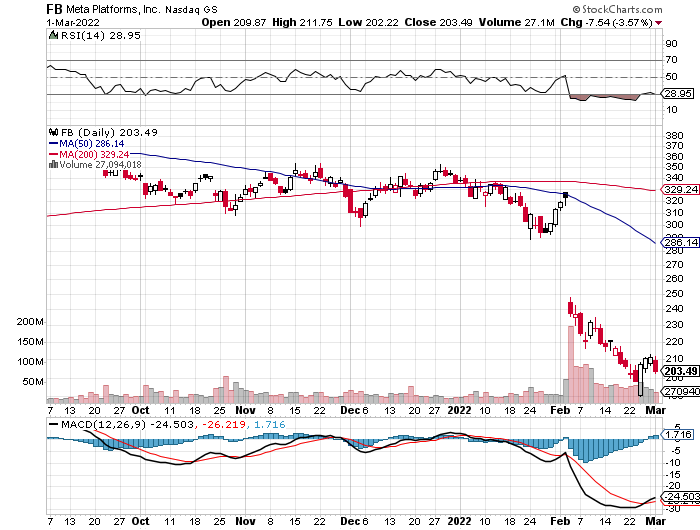 FB Meta Platforms, Inc. Nasdaq GS © StockCharts.com
1-Mar-2022 Open 209.87 High 211.75 Low 202.22 Close 203.49 Volume 27.1M Chg -7.54 (-3.57%)
RSI(14) 28.95
90
70
50
28.95
10
FB (Daily) 203.49
MA(50) 286.14
MA(200) 329.24
Volume 27,094,018
380
370
360
350
340
329.24
320
310
300
290
286.14
280
270
260
250
240
230
220
210
203.49
200
2709401
200M
150M
100M
50M
7 13 20 27 Oct 11 18 25 Nov 8 15 22 Dec 6 13 20 27 2022 10 18 24 Feb 7 14 22 Mar
MACD(12,26,9) -24.503, -26.219, 1.716
1.716
-5
-10
-15
-20
-24.503
-30
7 13 20 27 Oct 11 18 25 Nov 8 15 22 Dec 6 13 20 27 2022 10 18 24 Feb 7 14 22 Mar